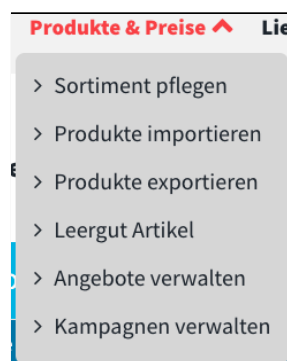 Produkte & Preise
Sortiment pflegen
Produkte importieren
Produkte exportieren
Leergut Artikel
Angebote verwalten
Kampagnen verwalten